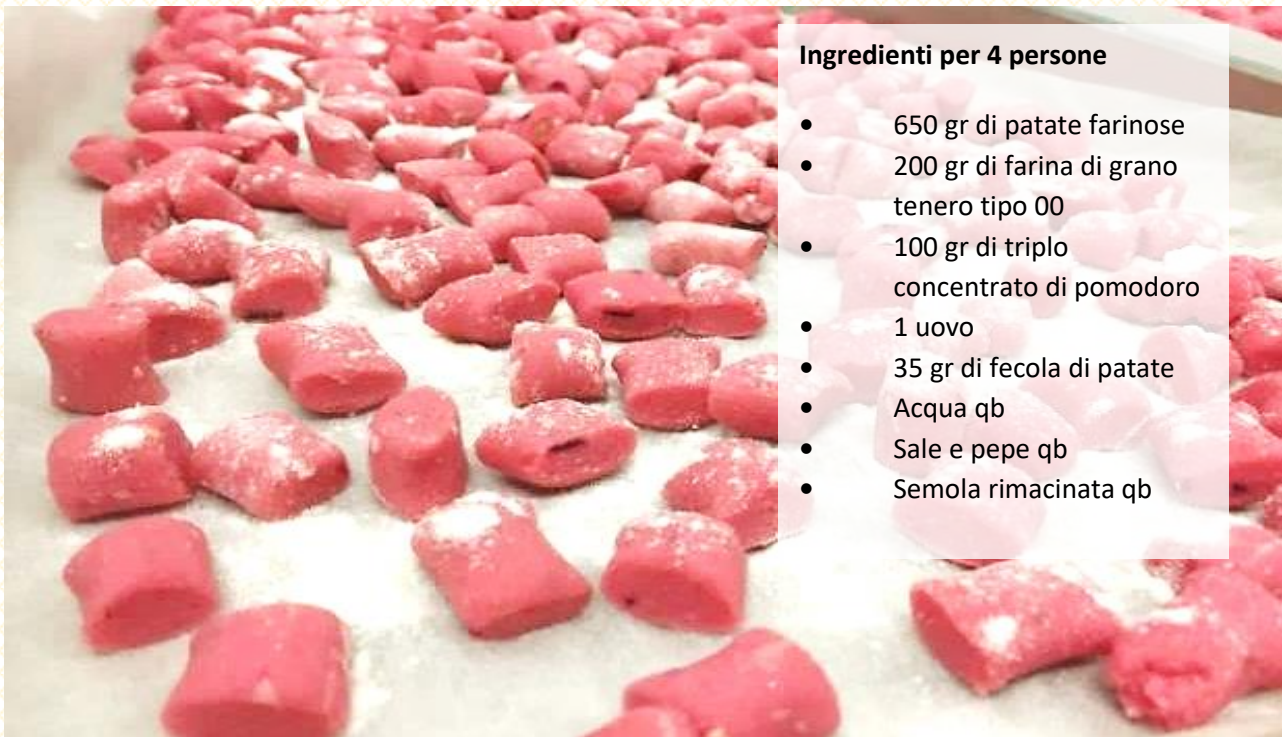 Ingredienti per 4 persone
• 650 gr di patate farinose
• 200 gr di farina di grano
tenero tipo 00
• 100 gr di triplo
concentrato di pomodoro
• 1 uovo
• 35 gr di fecola di patate
• Acqua qb
• Sale e pepe qb
• Semola rimacinata qb